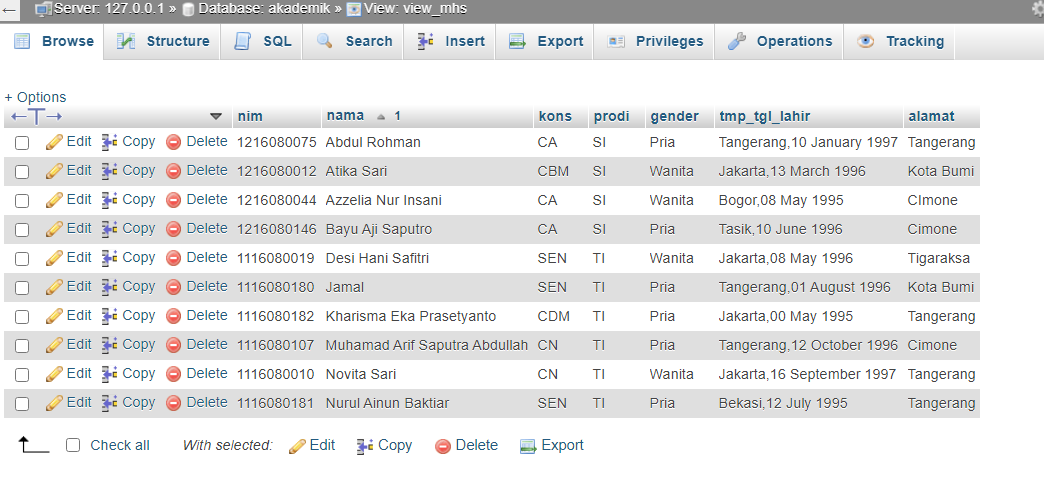 Server: 127.0.0.1 » Database: akademik » View: view_mhs
Browse Structure SQL Search Insert Export Privileges Operations Tracking
+ Options
nim nama 1 kons prodi gender tmp_tgl_lahir alamat
Edit Copy Delete 1216080075 Abdul Rohman CA SI Pria Tangerang,10 January 1997 Tangerang
Edit Copy Delete 1216080012 Atika Sari CBM SI Wanita Jakarta,13 March 1996 Kota Bumi
Edit Copy Delete 1216080044 Azzelia Nur Insani CA SI Wanita Bogor,08 May 1995 CImone
Edit Copy Delete 1216080146 Bayu Aji Saputro CA SI Pria Tasik,10 June 1996 Cimone
Edit Copy Delete 1116080019 Desi Hani Safitri SEN TI Wanita Jakarta,08 May 1996 Tigaraksa
Edit Copy Delete 1116080180 Jamal SEN TI Pria Tangerang,01 August 1996 Kota Bumi
Edit Copy Delete 1116080182 Kharisma Eka Prasetyanto CDM TI Pria Jakarta,00 May 1995 Tangerang
Edit Copy Delete 1116080107 Muhamad Arif Saputra Abdullah CN TI Pria Tangerang,12 October 1996 Cimone
Edit Copy Delete 1116080010 Novita Sari CN TI Wanita Jakarta,16 September 1997 Tangerang
Edit Copy Delete 1116080181 Nurul Ainun Baktiar SEN TI Pria Bekasi,12 July 1995 Tangerang
Check all With selected: Edit Copy Delete Export